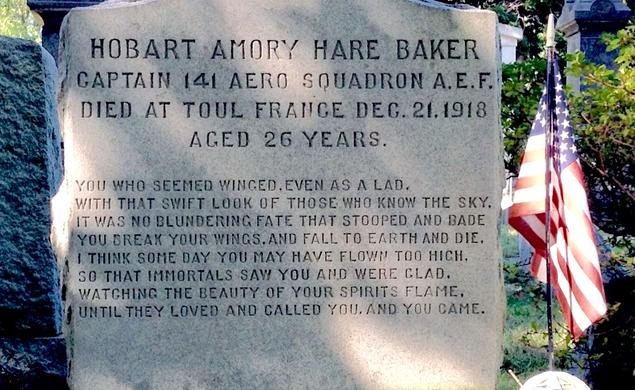 HOBART AMORY HARE BAKER
CAPTAIN 141 AERO SQUADRON A.E.F.
DIED AT TOUL FRANCE DEC. 21, 1918
AGED 26 YEARS.
YOU WHO SEEMED WINGED, EVEN AS A LAD,
WITH THAT SWIFT LOOK OF THOSE WHO KNOW THE SKY,
IT WAS NO BLUNDERING FATE THAT STOOPED AND BADE
YOU BREAK YOUR WINGS, AND FALL TO EARTH AND DIE,
I THINK SOME DAY YOU MAY HAVE FLOWN TOO HIGH,
SO THAT IMMORTALS SAW YOU AND WERE GLAD,
WATCHING THE BEAUTY OF YOUR SPIRITS FLAME,
UNTIL THEY LOVED AND CALLED YOU, AND YOU CAME.